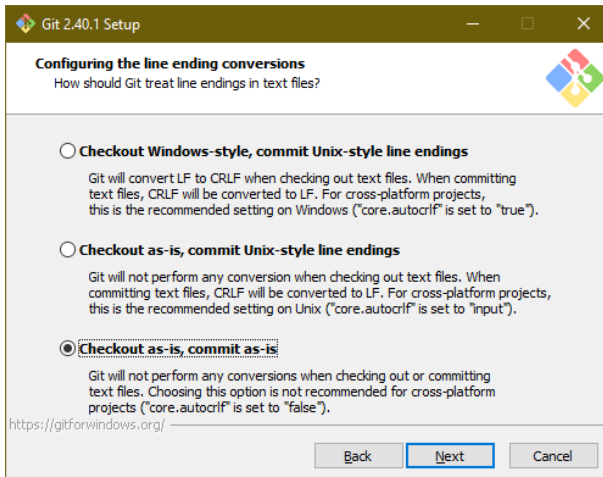 Git 2.40.1 Setup
Configuring the line ending conversions
How should Git treat line endings in text files?
Checkout Windows-style, commit Unix-style line endings
Git will convert LF to CRLF when checking out text files. When committing
text files, CRLF will be converted to LF. For cross-platform projects,
this is the recommended setting on Windows ("core.autocrlf" is set to "true").
Checkout as-is, commit Unix-style line endings
Git will not perform any conversion when checking out text files. When
committing text files, CRLF will be converted to LF. For cross-platform projects,
this is the recommended setting on Unix ("core.autocrlf" is set to "input").
Checkout as-is, commit as-is
Git will not perform any conversions when checking out or committing
text files. Choosing this option is not recommended for cross-platform
projects ("core.autocrlf" is set to "false").
https://gitforwindows.org/
Back Next Cancel